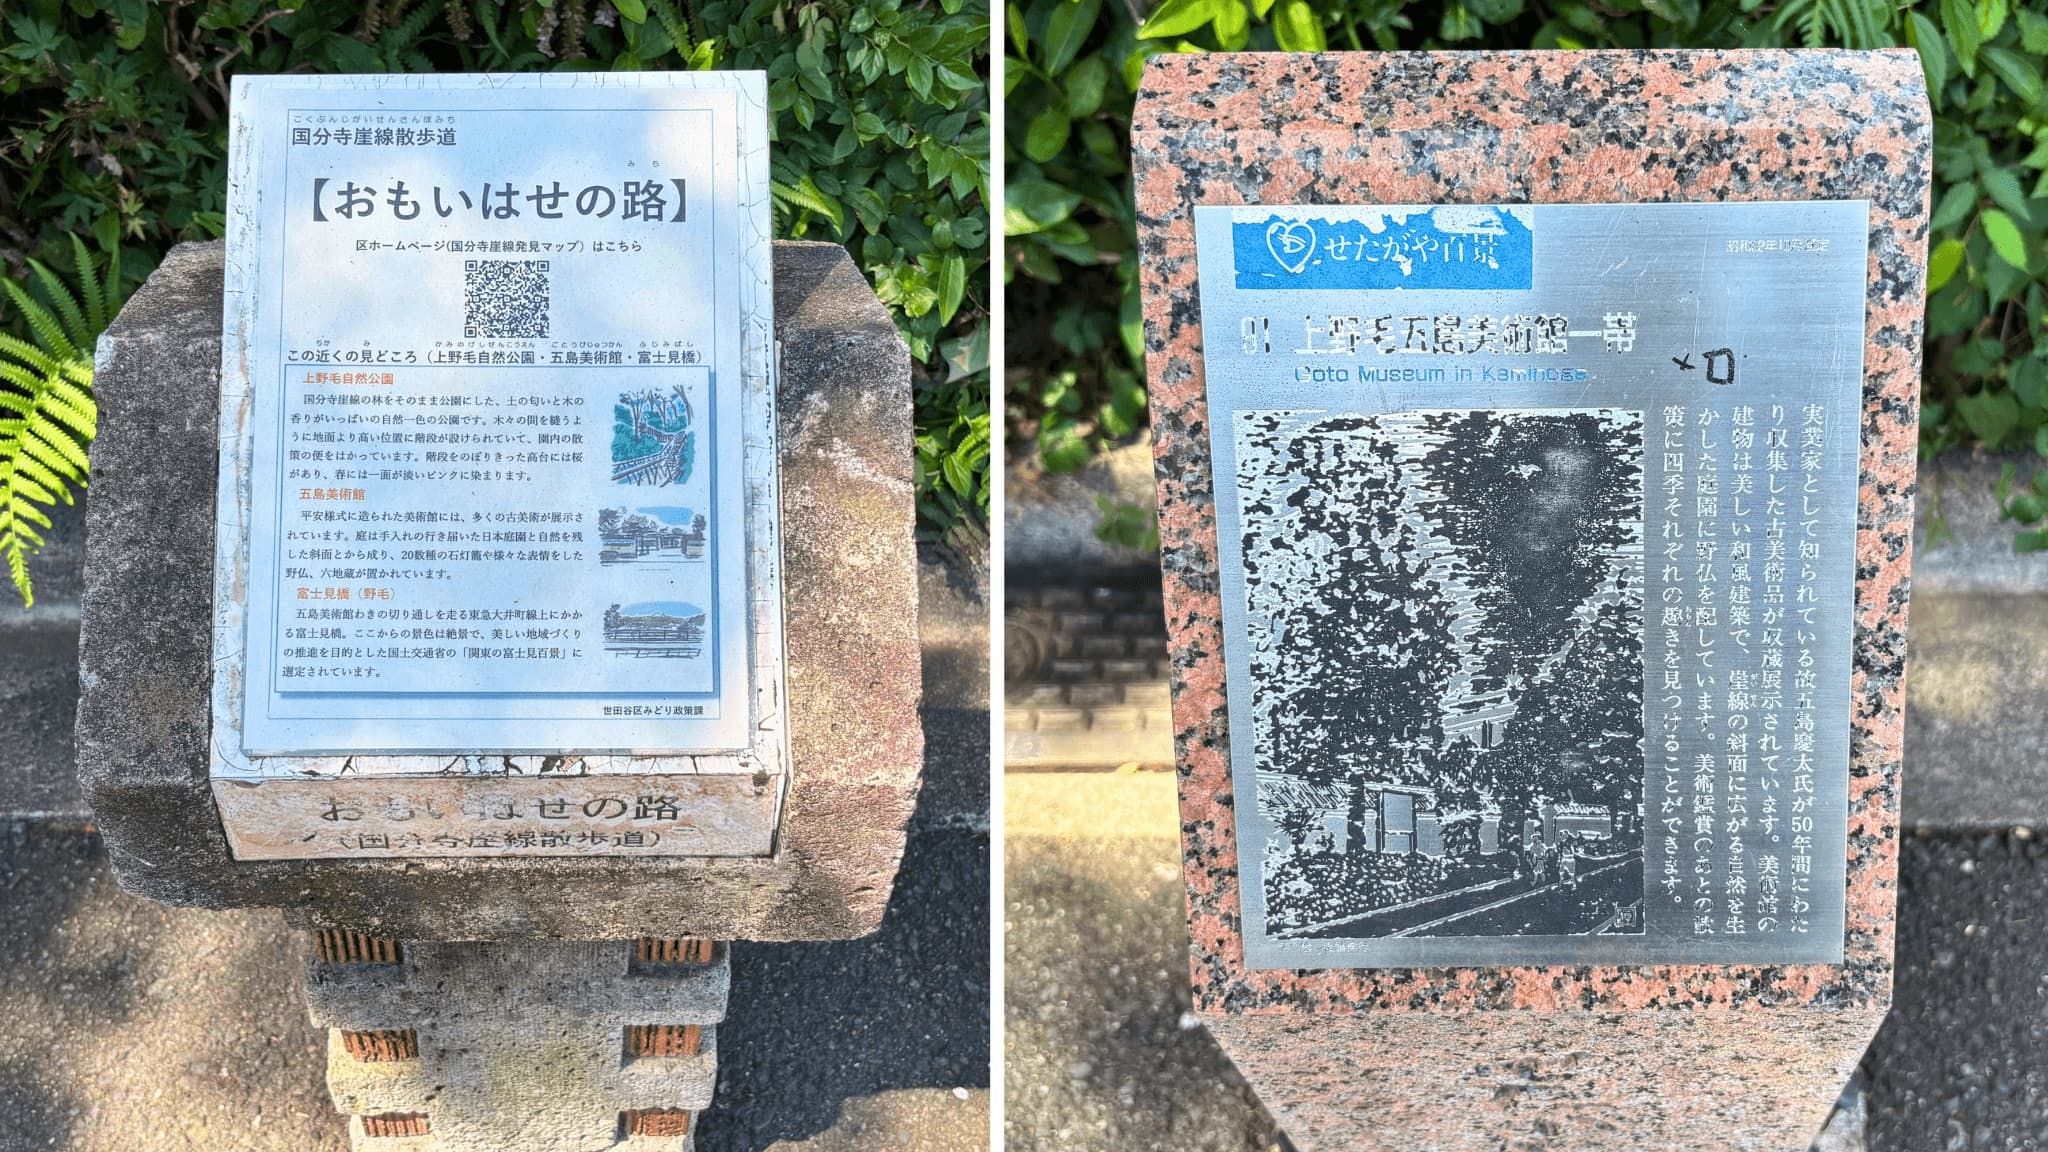 こくぶんじがいせんさんぽみち
国分寺崖線散歩道
みち
【おもいはせの路】
区ホームページ(国分寺崖線発見マップ）はこちら
ちか み かみのげしぜんこうえん ごとうびじゅつかん ふじみばし
この近くの見どころ（上野毛自然公園・五島美術館・富士見橋）
上野毛自然公園
国分寺崖線の林をそのまま公園にした、土の匂いと木の
香りがいっぱいの自然一色の公園です。木々の間を縫うよ
うに地面より高い位置に階段が設けられていて、園内の散
策の便をはかっています。階段をのぼりきった高台には桜
があり、春には一面が淡いピンクに染まります。
五島美術館
平安様式に造られた美術館には、多くの古美術が展示さ
れています。庭は手入れの行き届いた日本庭園と自然を残
した斜面とから成り、20数種の石灯籠や様々な表情をした
野仏、六地蔵が置かれています。
富士見橋（野毛）
五島美術館わきの切り通しを走る東急大井町線上にかか
る富士見橋。ここからの景色は絶景で、美しい地域づくり
の推進を目的とした国土交通省の「関東の富士見百景」に
選定されています。
世田谷区みどり政策課
おもいはせの路
（国分寺崖線散歩道）
せたがや百景
91 上野毛五島美術館一帯
Goto Museum in Kaminoge
実業家として知られている故五島慶太氏が50年間にわた
り収集した古美術品が収蔵展示されています。美術館の
建物は美しい和風建築で、崖線の斜面に広がる自然を生
がいせん
かした庭園に野仏を配しています。美術鑑賞のあとの散
策に四季それぞれの趣きを見つけることができます。
おもむ